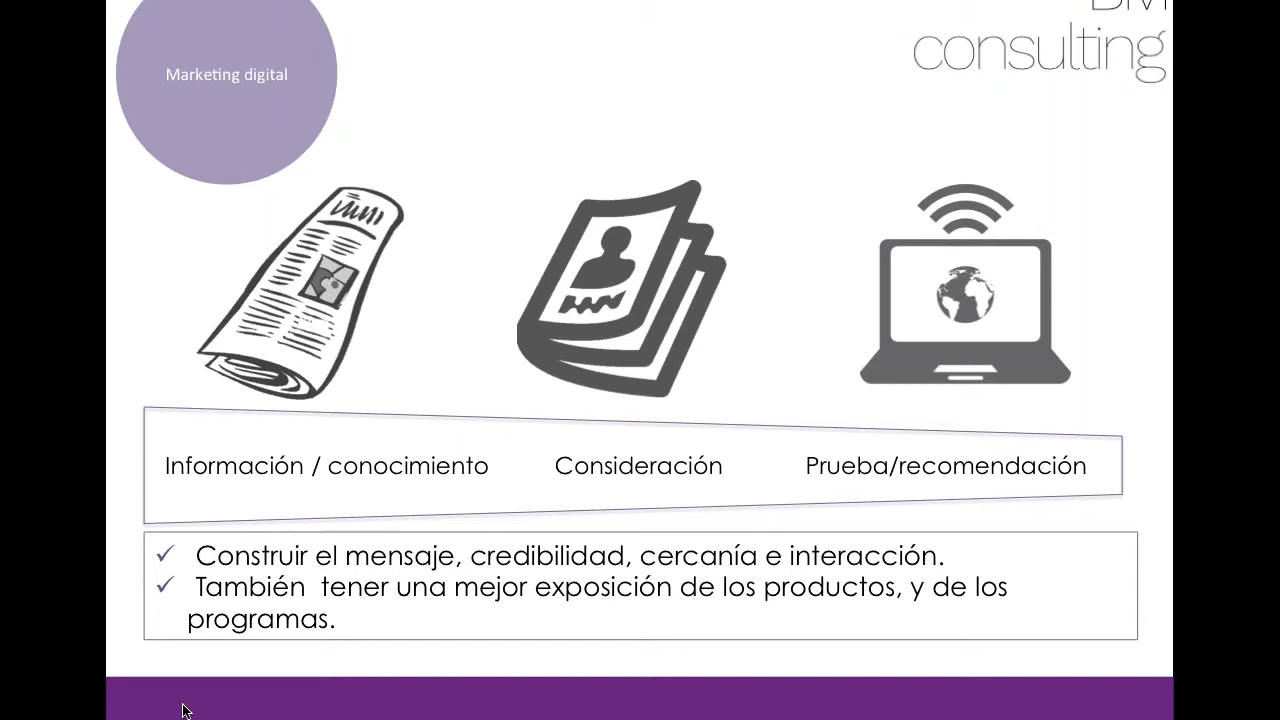 Marketing digital
consulting
Información / conocimiento Consideración Prueba/recomendación
✓ Construir el mensaje, credibilidad, cercanía e interacción.
✓ También tener una mejor exposición de los productos, y de los
programas.